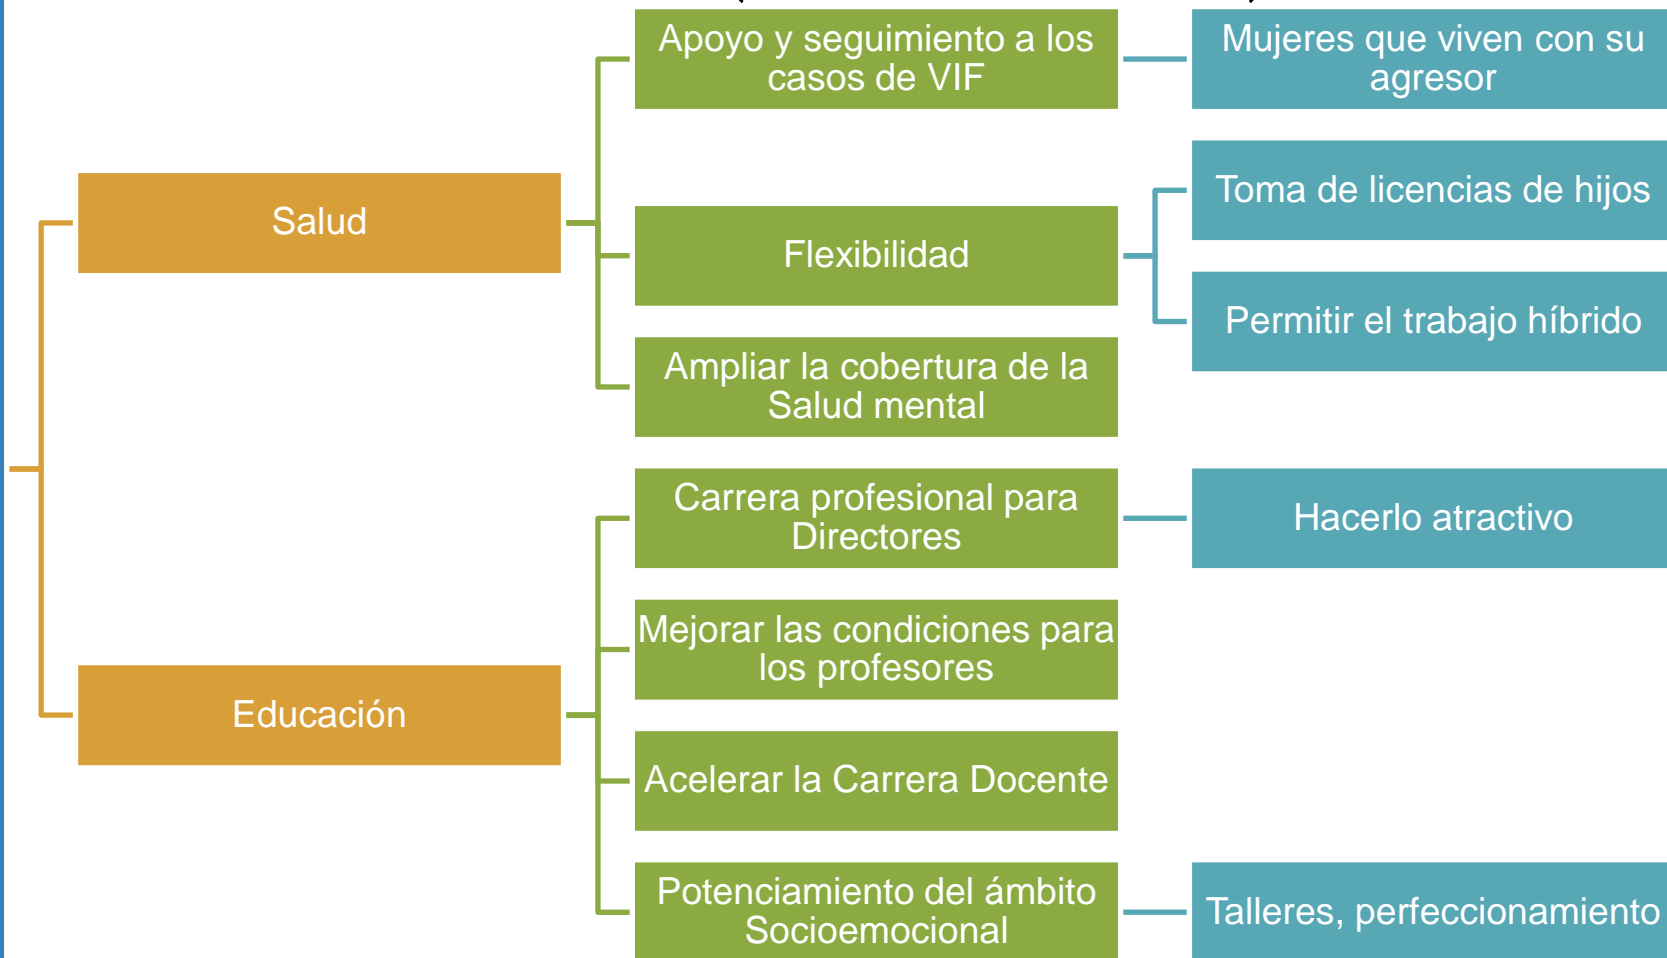 Apoyo y seguimiento a los
casos de VIF
Mujeres que viven con su
agresor
Salud
Flexibilidad
Toma de licencias de hijos
Permitir el trabajo híbrido
Ampliar la cobertura de la
Salud mental
Educación
Carrera profesional para
Directores
Hacerlo atractivo
Mejorar las condiciones para
los profesores
Acelerar la Carrera Docente
Potenciamiento del ámbito
Socioemocional
Talleres, perfeccionamiento